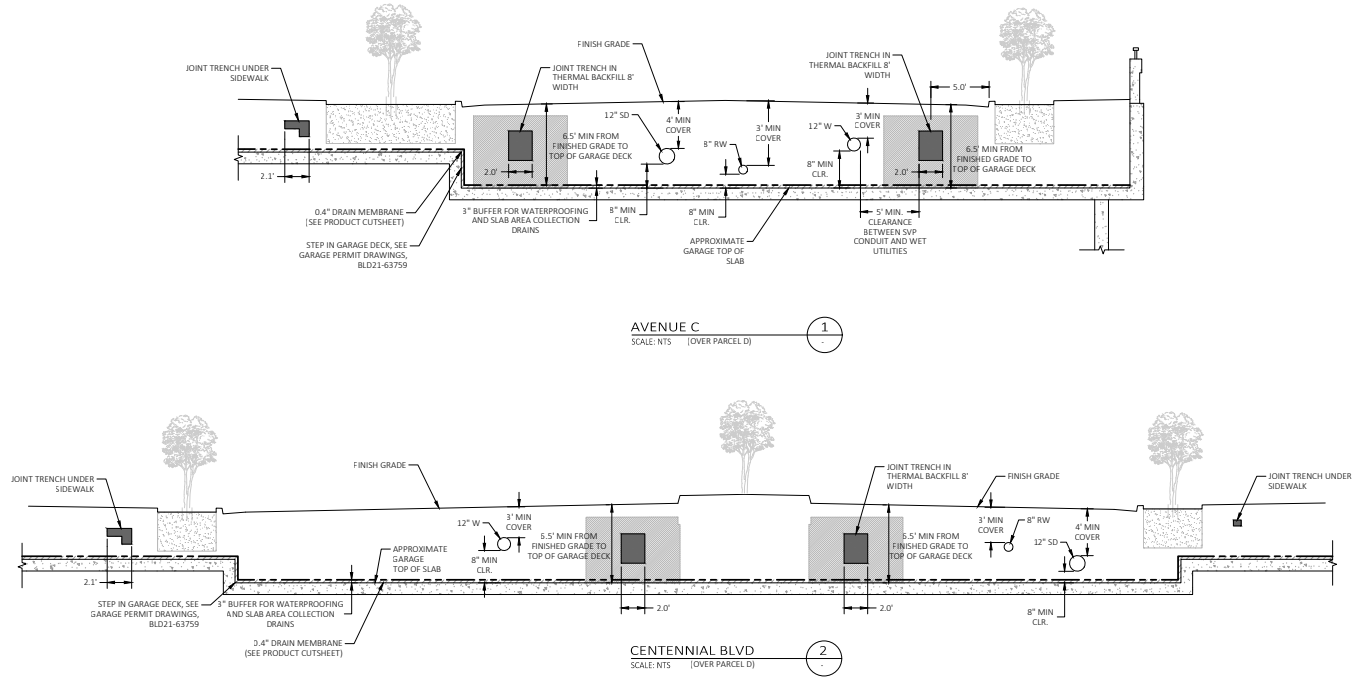 FINISH GRADE
JOINT TRENCH UNDER
SIDEWALK
JOINT TRENCH IN
THERMAL BACKFILL 8'
WIDTH
JOINT TRENCH IN
THERMAL BACKFILL 8'
WIDTH
5.0'
12" SD
4' MIN
COVER
3' MIN
COVER
12" W
3' MIN
COVER
6.5' MIN FROM
FINISHED GRADE TO
TOP OF GARAGE DECK
8" RW
6.5' MIN FROM
FINISHED GRADE TO
TOP OF GARAGE DECK
8" MIN
CLR.
2.1'
2.0'
2.0'
0.4" DRAIN MEMBRANE
(SEE PRODUCT CUTSHEET)
3" BUFFER FOR WATERPROOFING
AND SLAB AREA COLLECTION
DRAINS
8" MIN
CLR.
8" MIN
CLR.
5' MIN.
CLEARANCE
BETWEEN SVP
CONDUIT AND WET
UTILITIES
STEP IN GARAGE DECK, SEE
GARAGE PERMIT DRAWINGS,
BLD21-63759
APPROXIMATE
GARAGE TOP OF
SLAB
AVENUE C
1
SCALE: NTS (OVER PARCEL D)
-
JOINT TRENCH UNDER
SIDEWALK
FINISH GRADE
JOINT TRENCH IN
THERMAL BACKFILL 8'
WIDTH
FINISH GRADE
JOINT TRENCH UNDER
SIDEWALK
12" W
3' MIN
COVER
6.5' MIN FROM
FINISHED GRADE TO
TOP OF GARAGE DECK
6.5' MIN FROM
FINISHED GRADE TO
TOP OF GARAGE DECK
3' MIN
COVER
8" RW
12" SD
4' MIN
COVER
APPROXIMATE
GARAGE
TOP OF SLAB
8" MIN
CLR.
2.1'
STEP IN GARAGE DECK, SEE
GARAGE PERMIT DRAWINGS,
BLD21-63759
3" BUFFER FOR WATERPROOFING
AND SLAB AREA COLLECTION
DRAINS
2.0'
2.0'
8" MIN
CLR.
0.4" DRAIN MEMBRANE
(SEE PRODUCT CUTSHEET)
CENTENNIAL BLVD
2
SCALE: NTS (OVER PARCEL D)
-